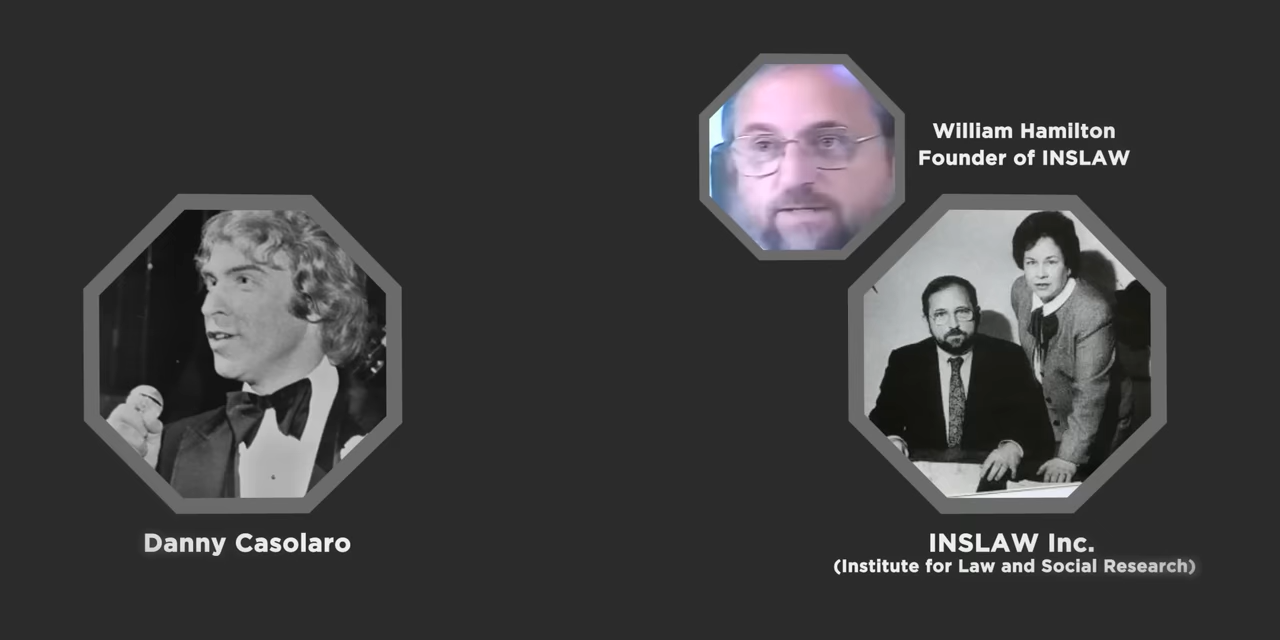 William Hamilton
Founder of INSLAW
Danny Casolaro
INSLAW Inc.
(Institute for Law and Social Research)